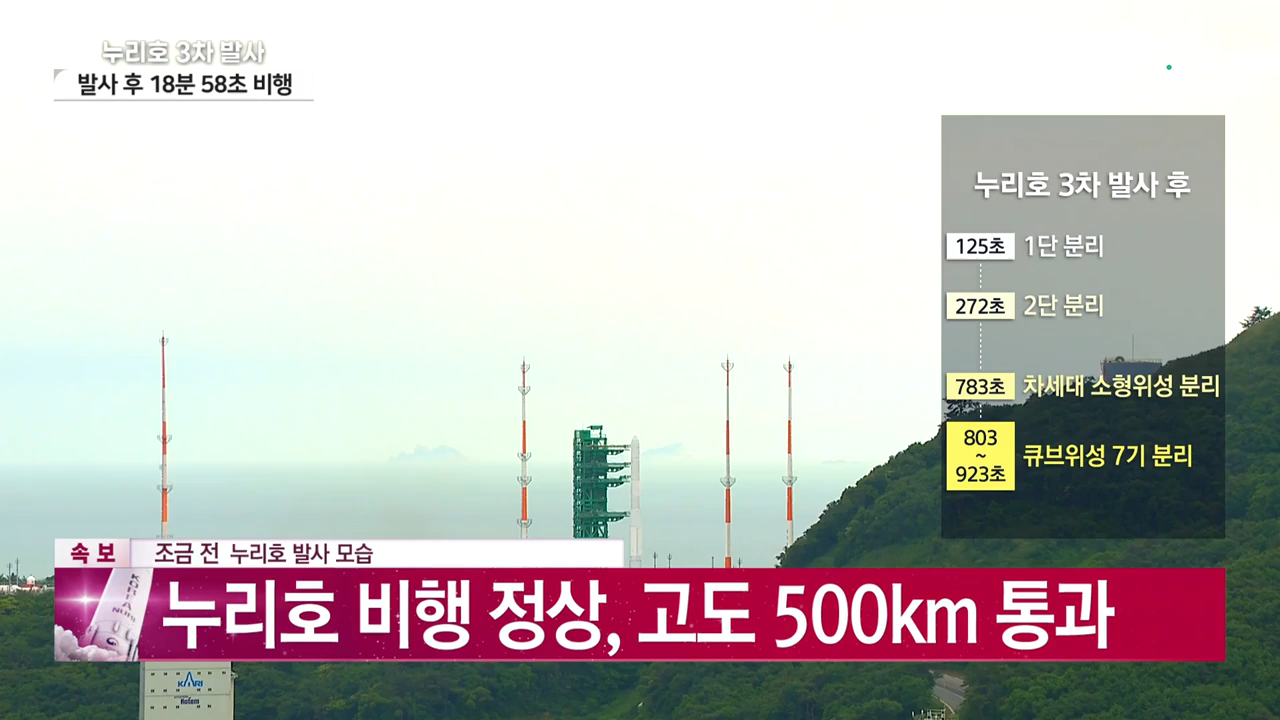 누리호 3차 발사
발사 후 18분 58초 비행
누리호 3차 발사 후
125초 1단 분리
272초 2단 분리
783초 차세대 소형위성 분리
803
~
923초
큐브위성 7기 분리
속보 조금 전 누리호 발사 모습
누리호 비행 정상, 고도 500km 통과
KOREA
NURI
KARI
Rotem